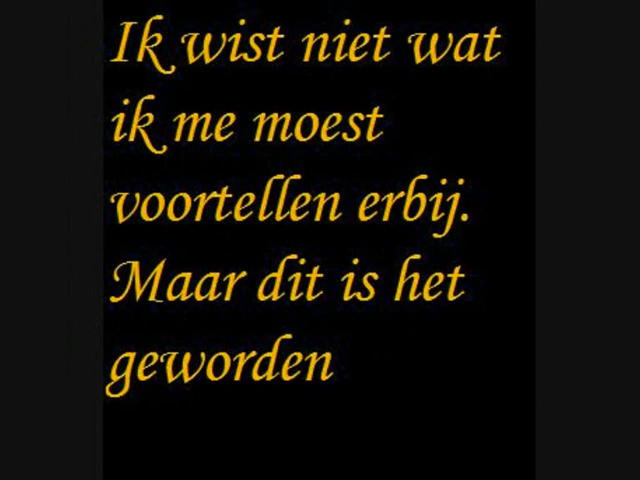 Ik wist niet wat
ik me moest
voortellen erbij.
Maar dit is het
geworden